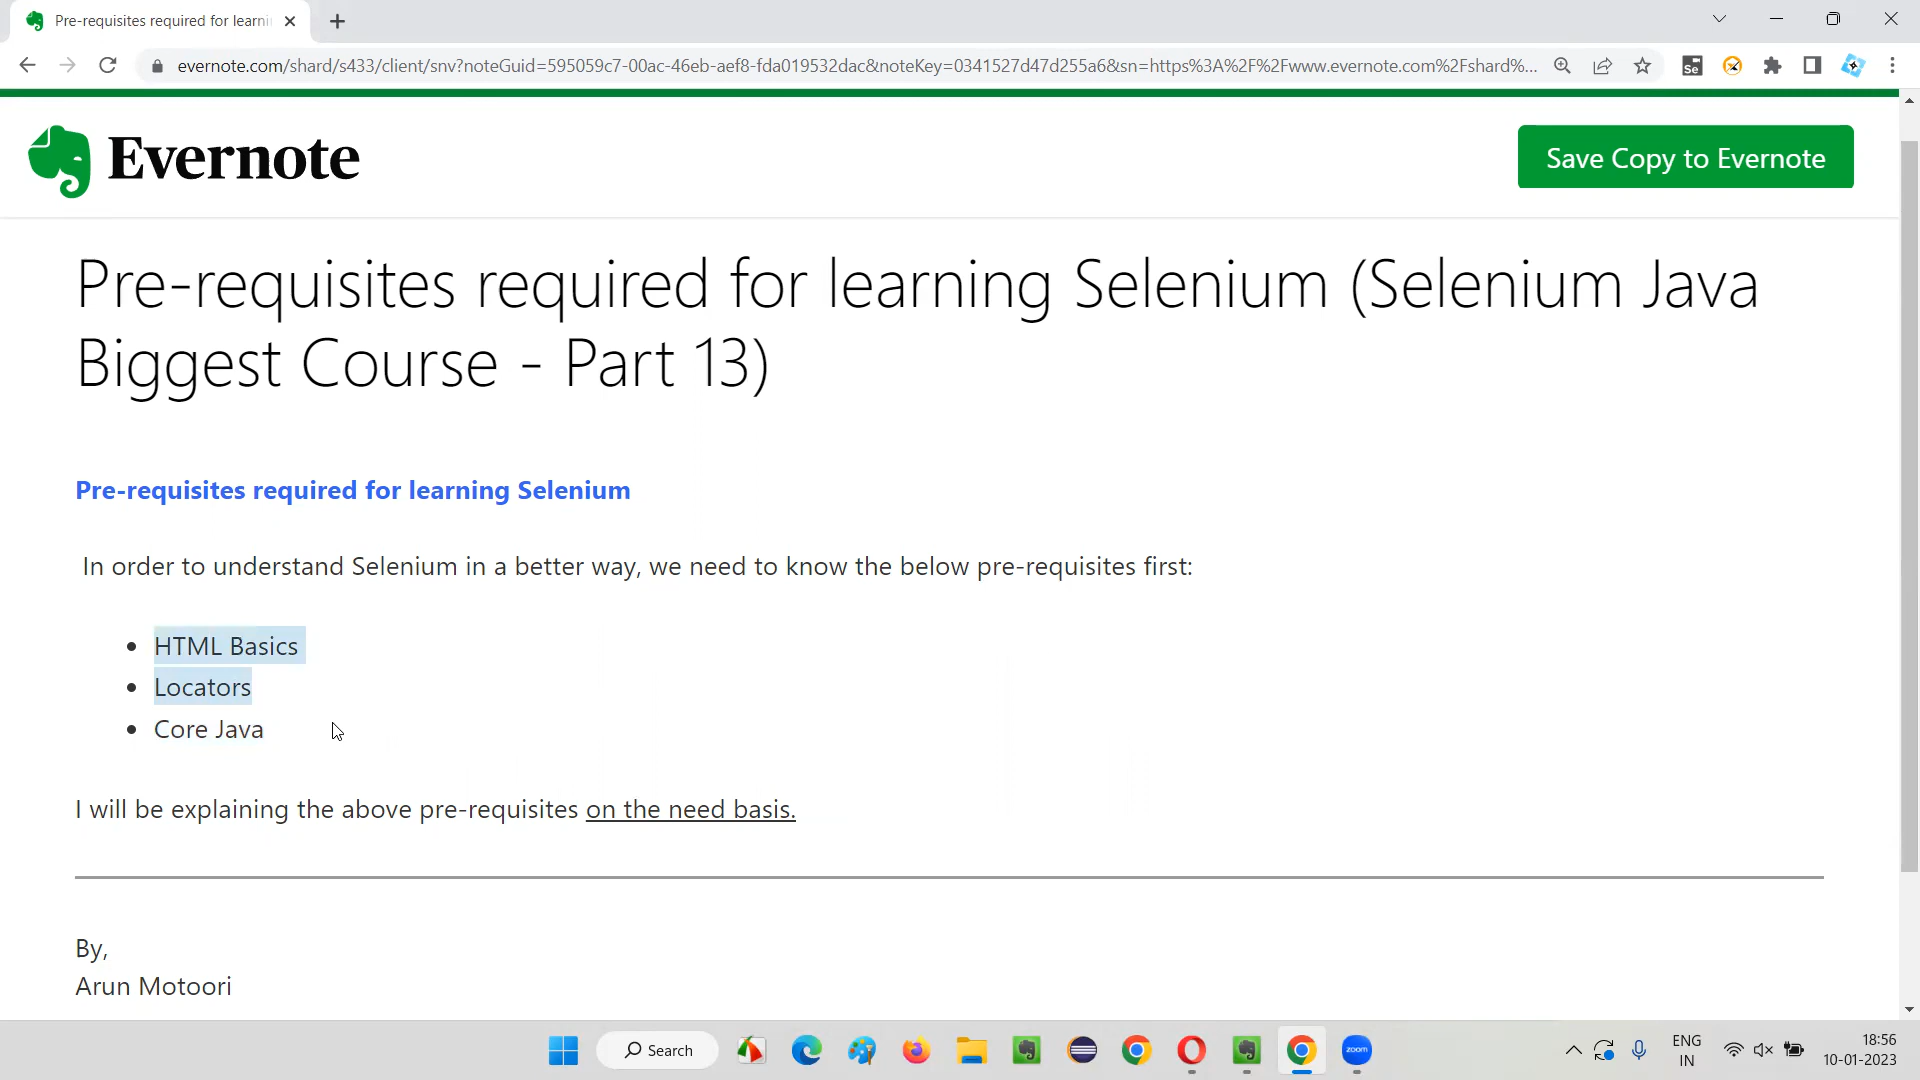 Pre-requisites required for learni
evernote.com/shard/s433/client/snv?noteGuid=595059c7-00ac-46eb-aef8-fda019532dac&noteKey=0341527d47d255a6&sn=https%3A%2F%2Fwww.evernote.com%2Fshard%...
Se
Evernote
Save Copy to Evernote
Pre-requisites required for learning Selenium (Selenium Java
Biggest Course - Part 13)
Pre-requisites required for learning Selenium
In order to understand Selenium in a better way, we need to know the below pre-requisites first:
• HTML Basics
• Locators
• Core Java
I will be explaining the above pre-requisites on the need basis.
By,
Arun Motoori
Search
zoom
ENG
IN
18:56
10-01-2023